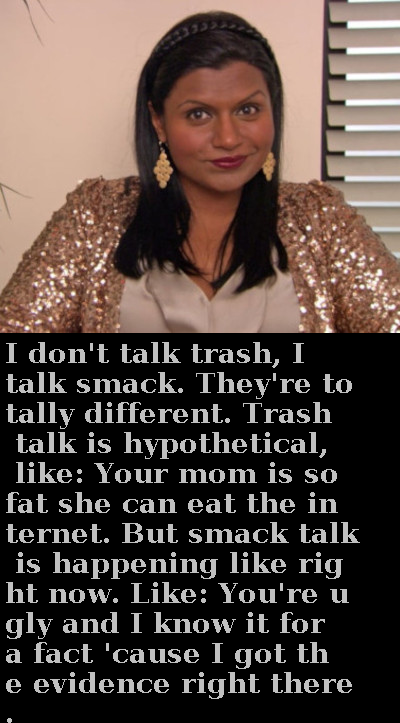 I don't talk trash, I
talk smack. They're to
tally different. Trash
talk is hypothetical,
like: Your mom is so
fat she can eat the in
ternet. But smack talk
is happening like rig
ht now. Like: You're u
gly and I know it for
a fact 'cause I got th
e evidence right there
.